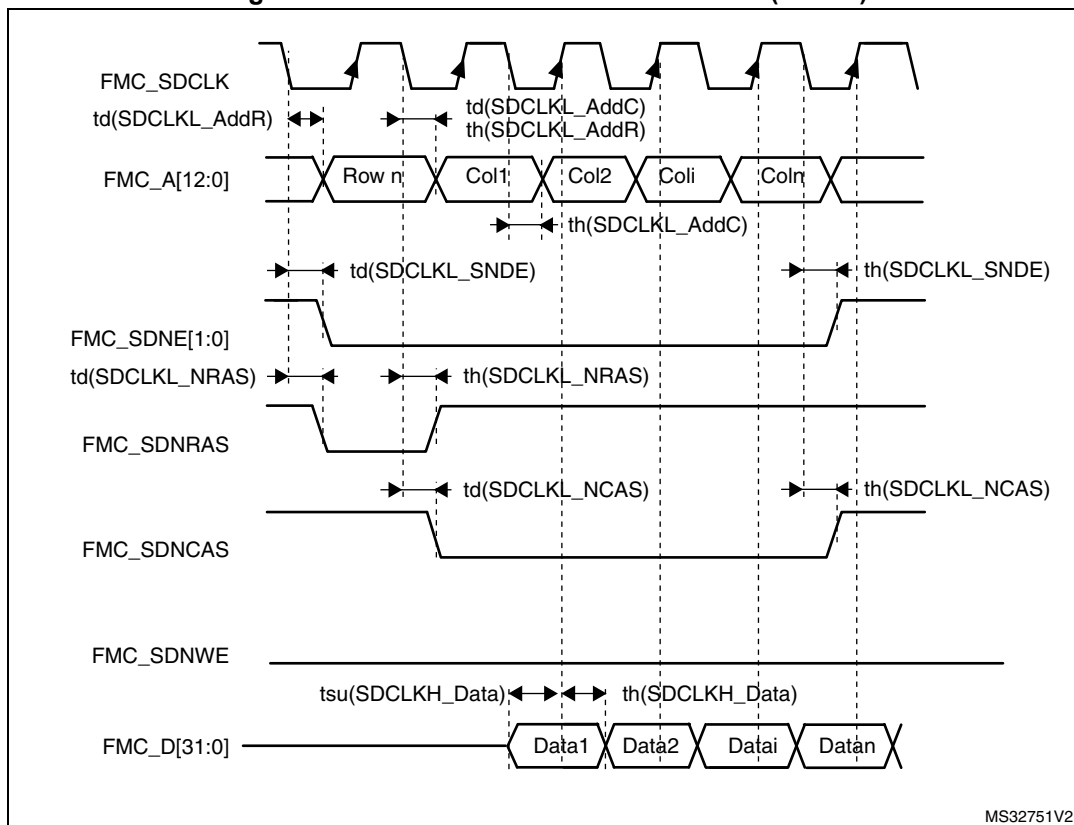 FMC_SDCLK
td(SDCLKL_AddR)
td(SDCLKL_AddC)
th(SDCLKL_AddR)
FMC_A[12:0]
Row n
Col1
Col2
Coli
Coln
th(SDCLKL_AddC)
td(SDCLKL_SNDE)
th(SDCLKL_SNDE)
FMC_SDNE[1:0]
td(SDCLKL_NRAS)
th(SDCLKL_NRAS)
FMC_SDNRAS
td(SDCLKL_NCAS)
th(SDCLKL_NCAS)
FMC_SDNCAS
FMC_SDNWE
tsu(SDCLKH_Data)
th(SDCLKH_Data)
FMC_D[31:0]
Data1
Data2
Datai
Datan
MS32751V2